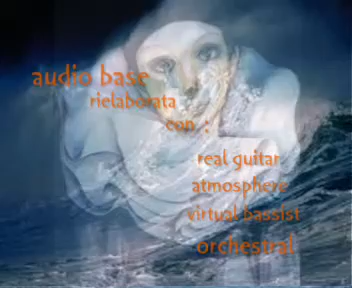 audio base
rielaborata
con :
real guitar
atmosphere
virtual bassist
orchestral